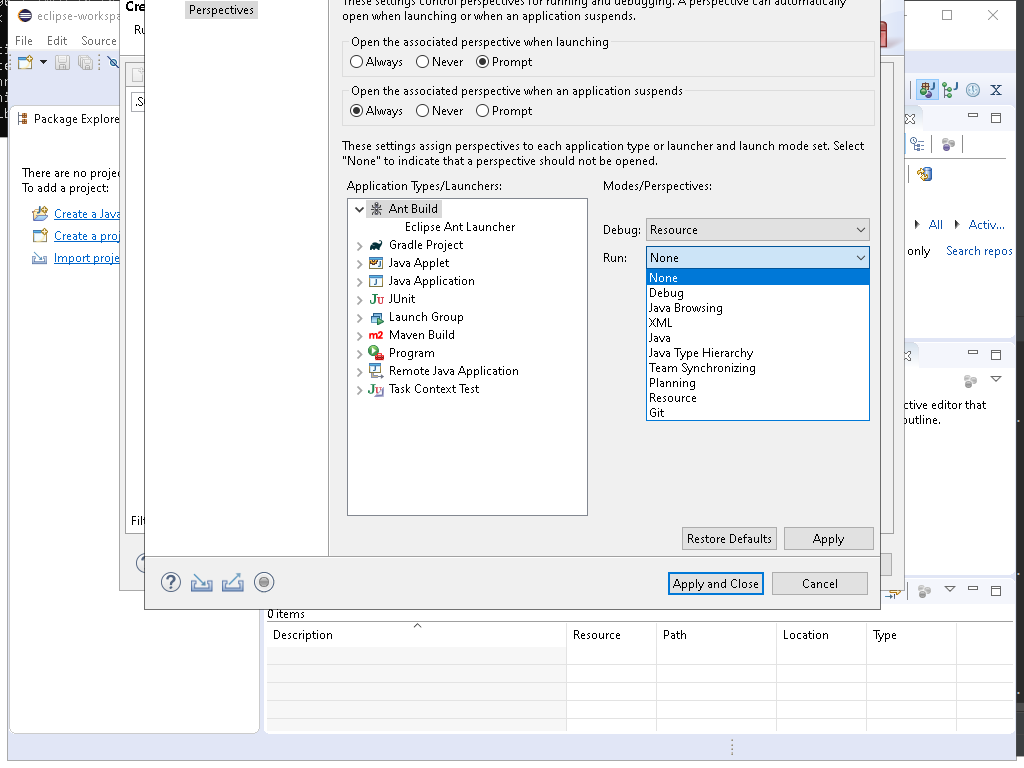 eclipse-workspa
Cre
Perspectives
These settings control perspectives for running and debugging. A perspective can automatically
open when launching or when an application suspends.
File Edit Source
Ru
Open the associated perspective when launching
Always Never Prompt
Open the associated perspective when an application suspends
Always Never Prompt
.S
Package Explore
These settings assign perspectives to each application type or launcher and launch mode set. Select
"None" to indicate that a perspective should not be opened.
There are no projec
To add a project:
Create a Java
Create a proj
Import proje
Application Types/Launchers:
Modes/Perspectives:
Ant Build
Eclipse Ant Launcher
Gradle Project
Java Applet
Java Application
JUnit
Launch Group
Maven Build
Program
Remote Java Application
Task Context Test
Debug: Resource
Run: None
None
Debug
Java Browsing
XML
Java
Java Type Hierarchy
Team Synchronizing
Planning
Resource
Git
All Activ...
only Search repos
ctive editor that
outline.
Filt
Restore Defaults Apply
Apply and Close Cancel
0 items
Description Resource Path Location Type